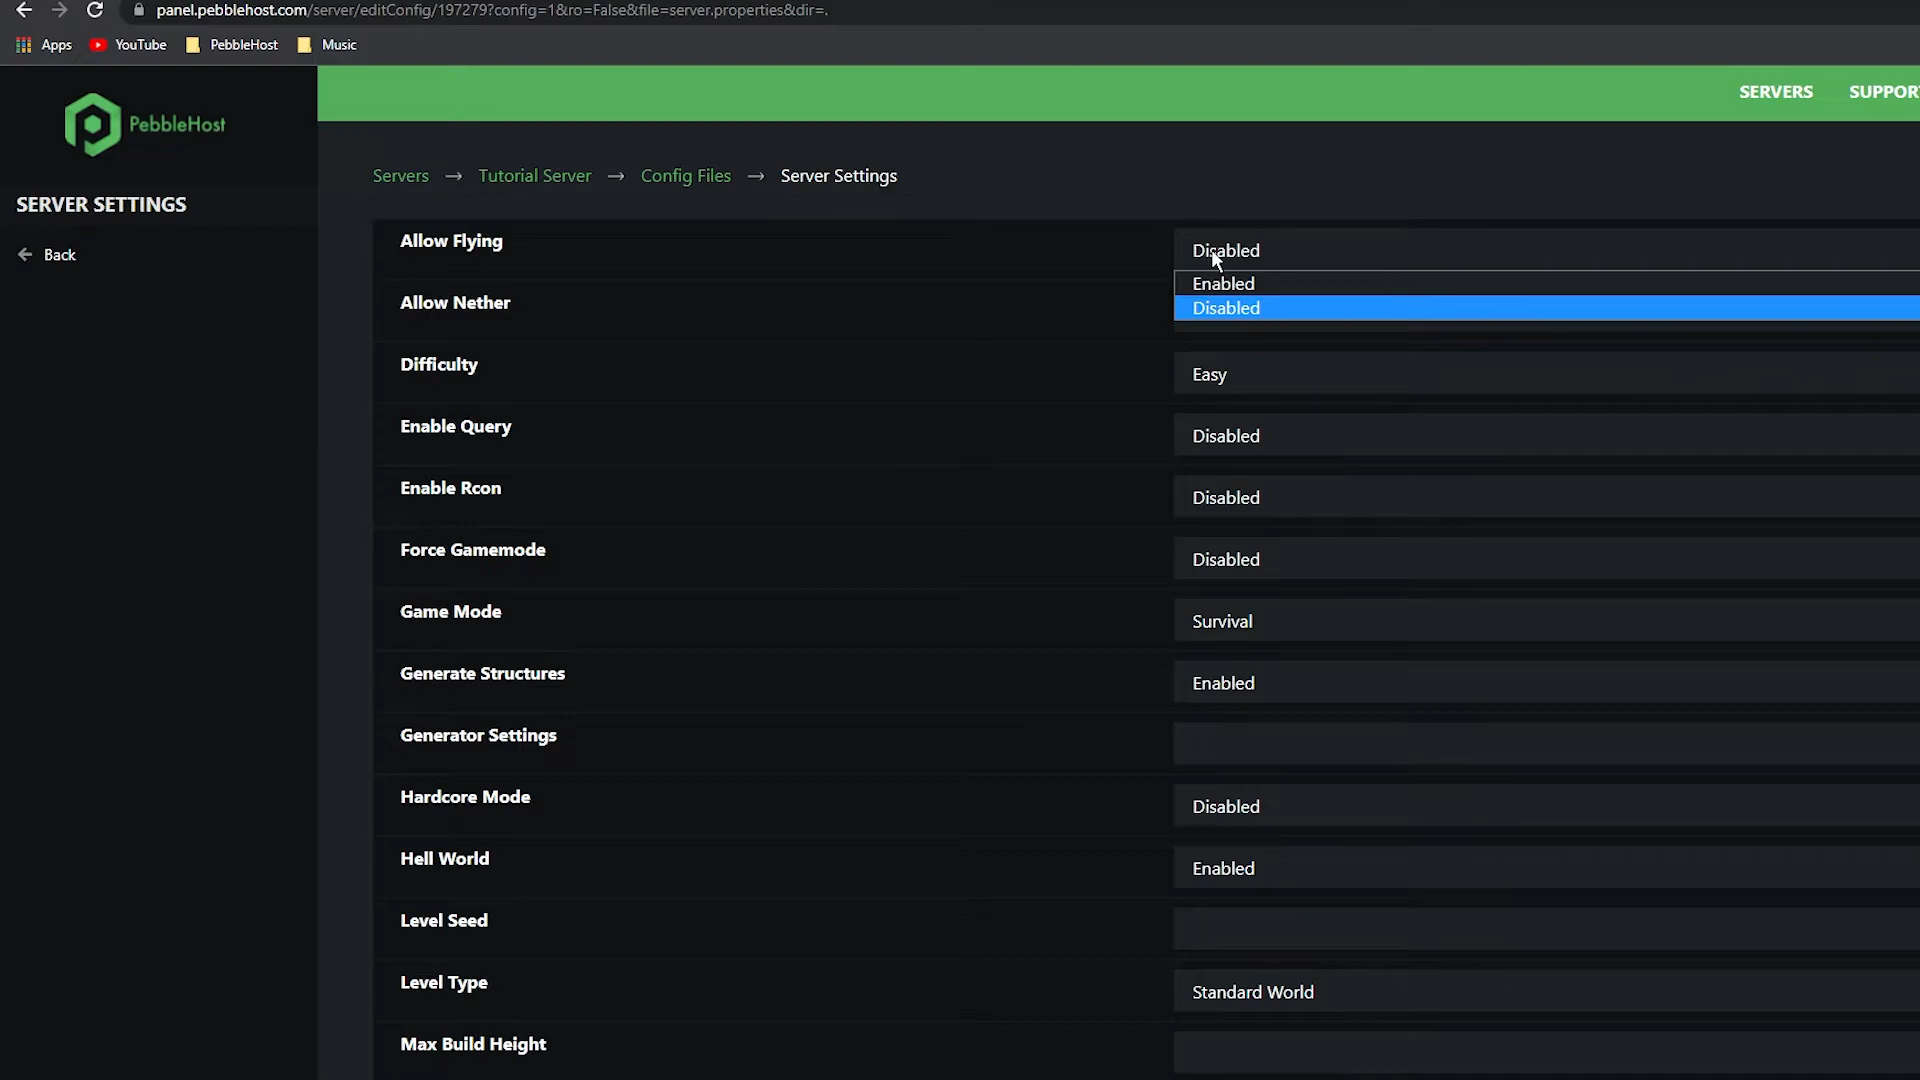 panel.pebblehost.com/server/editConfig/197279?config=1&ro=False&file=server.properties&dir=.
Apps YouTube PebbleHost Music
PebbleHost
SERVERS SUPPOR
Servers → Tutorial Server → Config Files → Server Settings
SERVER SETTINGS
← Back
Allow Flying Disabled
Enabled
Disabled
Allow Nether
Difficulty Easy
Enable Query Disabled
Enable Rcon Disabled
Force Gamemode Disabled
Game Mode Survival
Generate Structures Enabled
Generator Settings
Hardcore Mode Disabled
Hell World Enabled
Level Seed
Level Type Standard World
Max Build Height